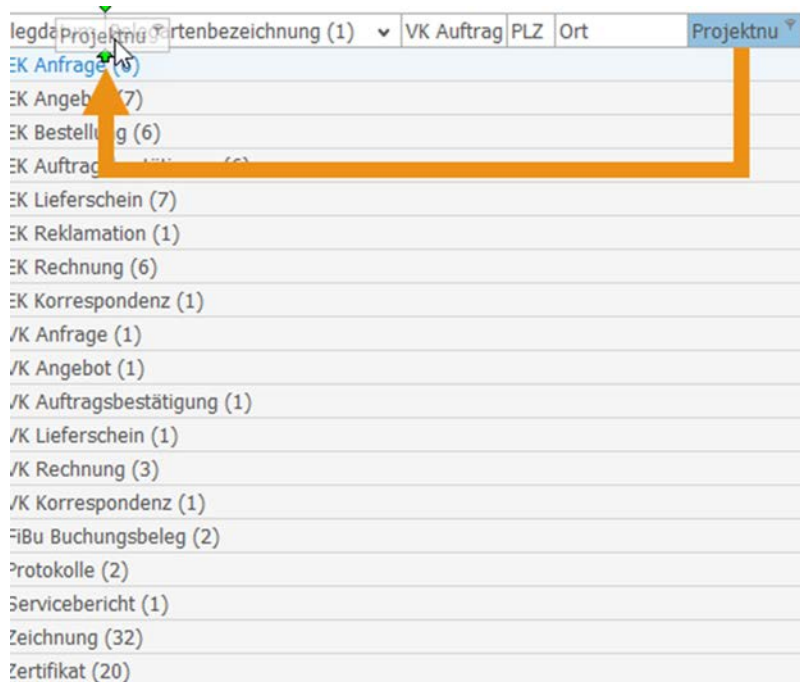 legda Projektnu rtenbezeichnung (1) VK Auftrag PLZ Ort Projektnu
EK Anfrage (6)
EK Angeb (7)
EK Bestell g (6)
EK Auftrag
EK Lieferschein (7)
EK Reklamation (1)
EK Rechnung (6)
EK Korrespondenz (1)
VK Anfrage (1)
VK Angebot (1)
VK Auftragsbestätigung (1)
VK Lieferschein (1)
VK Rechnung (3)
VK Korrespondenz (1)
FiBu Buchungsbeleg (2)
Protokolle (2)
Servicebericht (1)
Zeichnung (32)
Zertifikat (20)